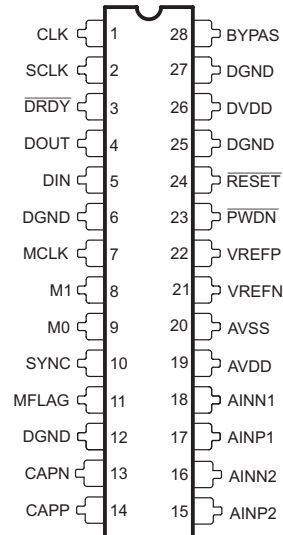 CLK 1 28 BYPAS
SCLK 2 27 DGND
DRDY 3 26 DVDD
DOUT 4 25 DGND
DIN 5 24 RESET
DGND 6 23 PWDN
MCLK 7 22 VREFP
M1 8 21 VREFN
M0 9 20 AVSS
SYNC 10 19 AVDD
MFLAG 11 18 AINN1
DGND 12 17 AINP1
CAPN 13 16 AINN2
CAPP 14 15 AINP2